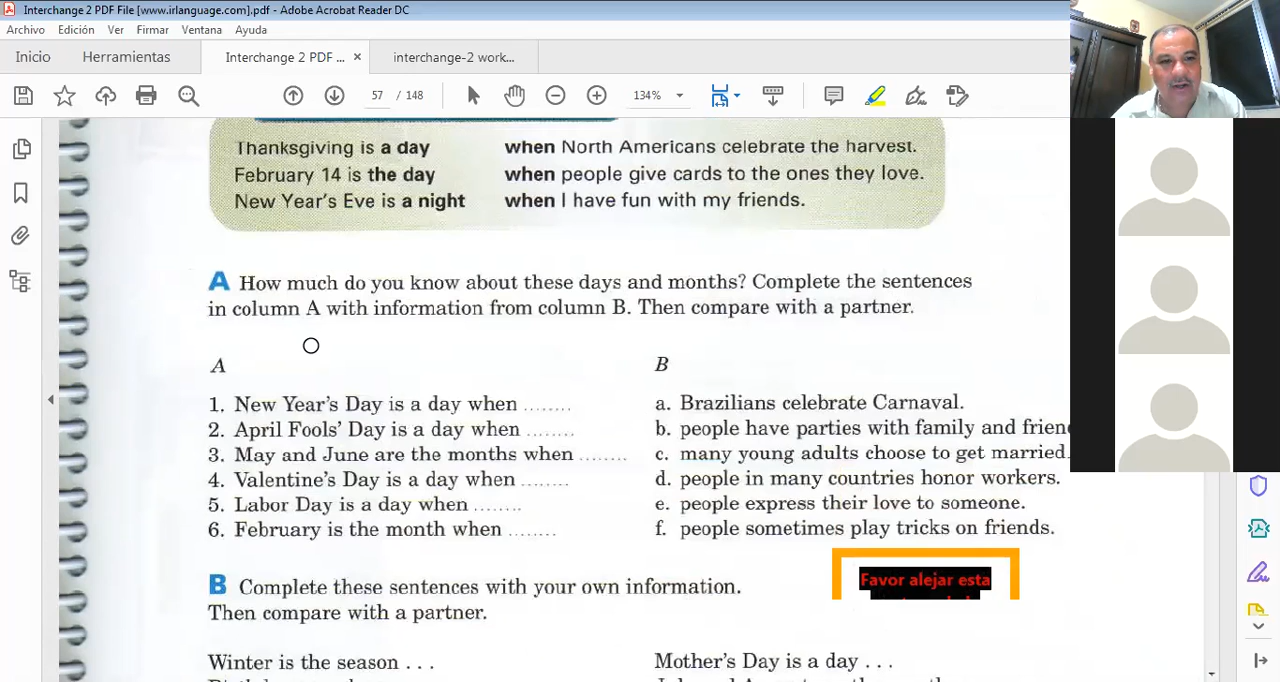 Interchange 2 PDF File [www.irlanguage.com].pdf - Adobe Acrobat Reader DC
Archivo Edición Ver Firmar Ventana Ayuda
Inicio Herramientas Interchange 2 PDF ... × interchange-2 work...
57 / 148 134%
Thanksgiving is a day when North Americans celebrate the harvest.
February 14 is the day when people give cards to the ones they love.
New Year's Eve is a night when I have fun with my friends.
A How much do you know about these days and months? Complete the sentences
in column A with information from column B. Then compare with a partner.
A B
1. New Year's Day is a day when ........ a. Brazilians celebrate Carnaval.
2. April Fools' Day is a day when ........ b. people have parties with family and frien
3. May and June are the months when ........ c. many young adults choose to get married.
4. Valentine's Day is a day when ........ d. people in many countries honor workers.
5. Labor Day is a day when ........ e. people express their love to someone.
6. February is the month when ........ f. people sometimes play tricks on friends.
Favor alejar esta
B Complete these sentences with your own information.
Then compare with a partner.
Winter is the season . . . Mother's Day is a day . . .